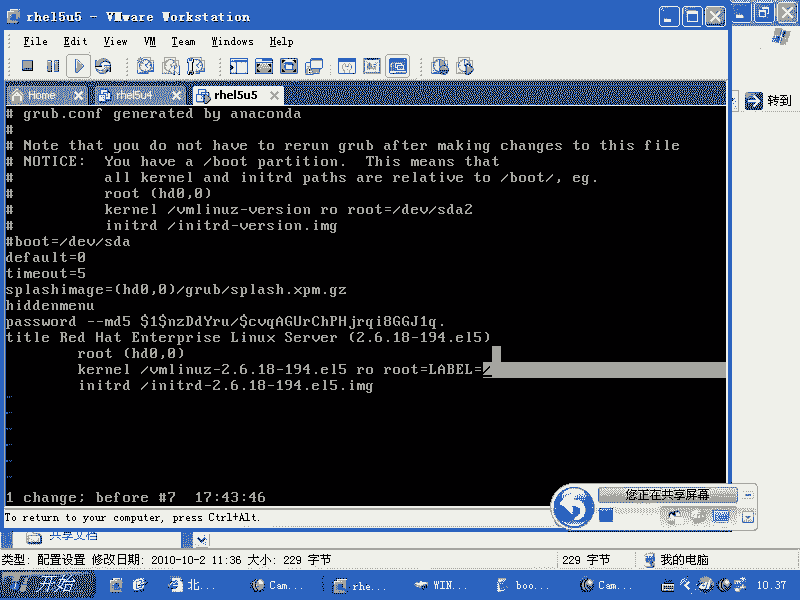 rhel5u5 - VMware Workstation
File Edit View VM Team Windows Help
Home rhel5u4 rhel5u5
转到
# grub.conf generated by anaconda
#
# Note that you do not have to rerun grub after making changes to this file
# NOTICE:  You have a /boot partition.  This means that
#          all kernel and initrd paths are relative to /boot/, eg.
#          root (hd0,0)
#          kernel /vmlinuz-version ro root=/dev/sda2
#          initrd /initrd-version.img
#boot=/dev/sda
default=0
timeout=5
splashimage=(hd0,0)/grub/splash.xpm.gz
hiddenmenu
password --md5 $1$nzDdYru/$cvqAGUrChPHjrqi8GGJ1q.
title Red Hat Enterprise Linux Server (2.6.18-194.el5)
        root (hd0,0)
        kernel /vmlinuz-2.6.18-194.el5 ro root=LABEL=/
        initrd /initrd-2.6.18-194.el5.img
~
~
~
~
~
~
1 change; before #7  17:43:46
您正在共享屏幕
To return to your computer, press Ctrl+Alt.
共享文档
类型: 配置设置 修改日期: 2010-10-2 11:36 大小: 229 字节
229 字节
我的电脑
开始 北... Cam... rhe... WIN... boo... Cam... 10.37